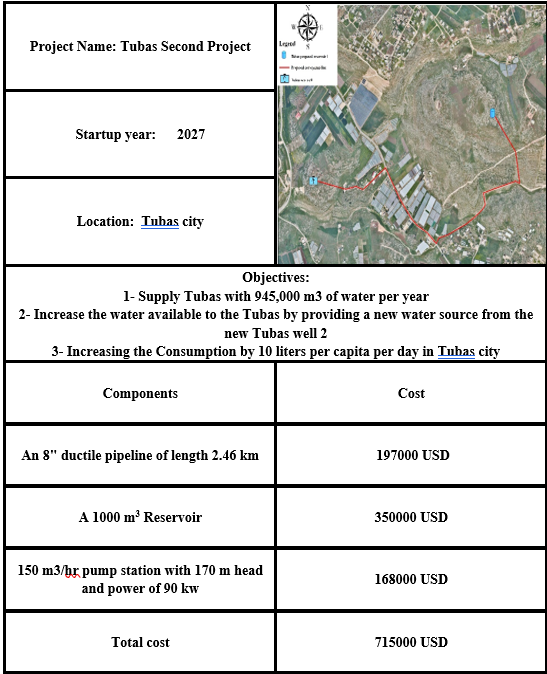 Project Name: Tubas Second Project
N
W
E
S
Legend
Startup year: 2027
Location: Tubas city
Objectives:
1- Supply Tubas with 945,000 m3 of water per year
2- Increase the water available to the Tubas by providing a new water source from the
new Tubas well 2
3- Increasing the Consumption by 10 liters per capita per day in Tubas city
Components
Cost
An 8" ductile pipeline of length 2.46 km
197000 USD
A 1000 m³ Reservoir
350000 USD
150 m3/hr pump station with 170 m head
and power of 90 kw
168000 USD
Total cost
715000 USD